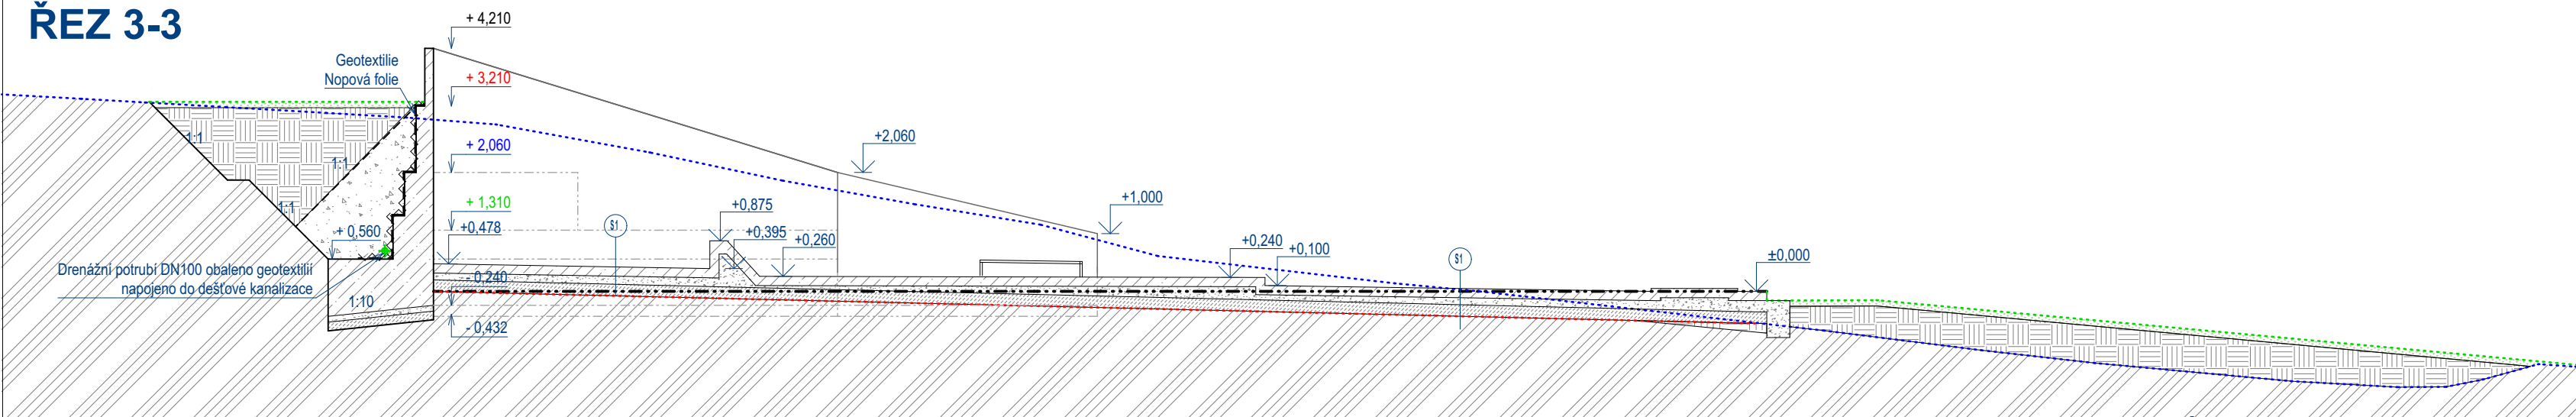 ŘEZ 3-3
+ 4,210
Geotextilie
Nopová folie
+ 3,210
1:1
1:1
1:1
+ 2,060
+2,060
+ 1,310
+0,478
+ 0,560
S1
+0,875
+0,395
+0,260
+1,000
+0,240
+0,100
S1
±0,000
Drenážní potrubí DN100 obaleno geotextilií
napojeno do dešťové kanalizace
1:10
- 0,240
- 0,432